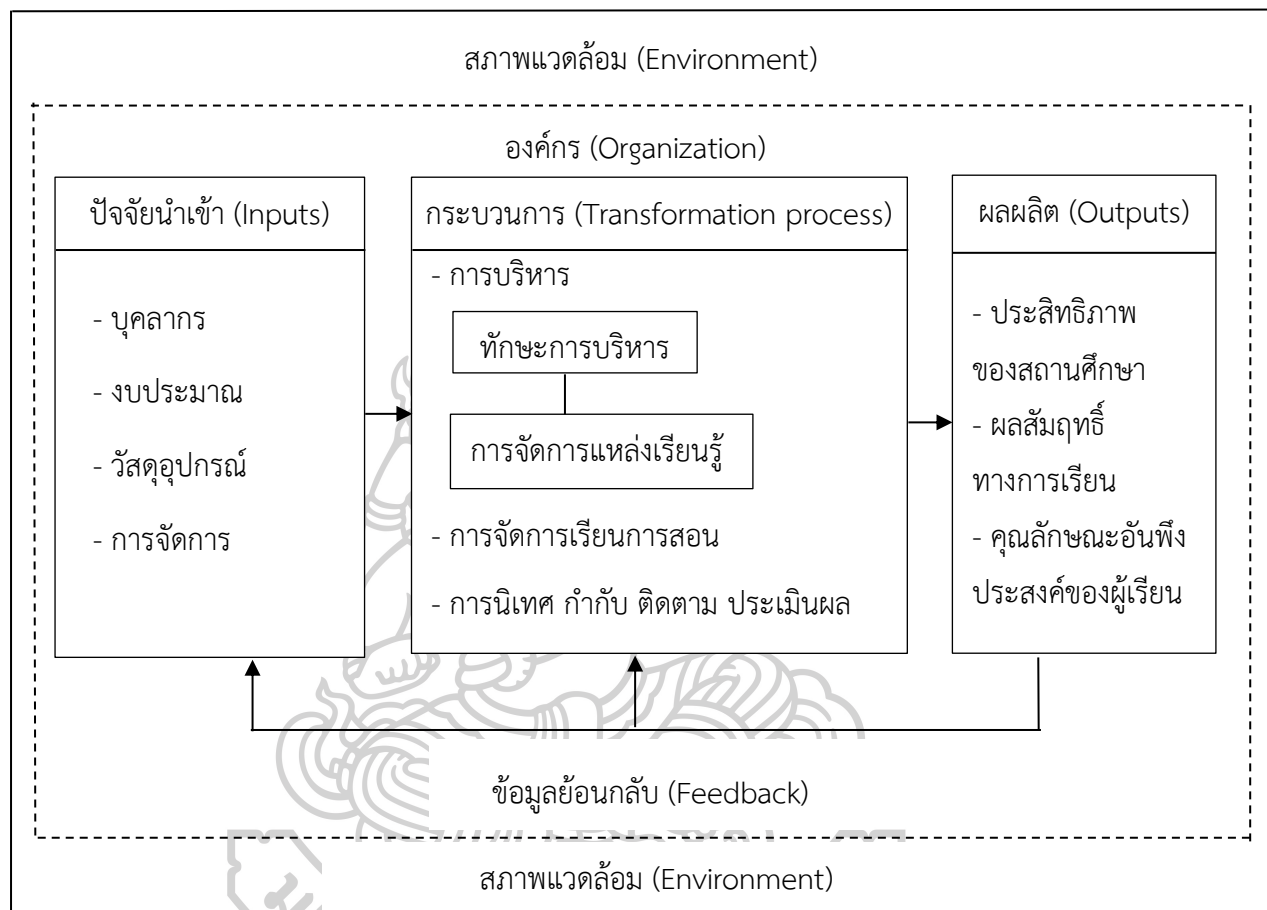 สภาพแวดล้อม (Environment)
องค์กร (Organization)
ปัจจัยนำเข้า (Inputs)
- บุคลากร
- งบประมาณ
- วัสดุอุปกรณ์
- การจัดการ
กระบวนการ (Transformation process)
- การบริหาร
ทักษะการบริหาร
การจัดการแหล่งเรียนรู้
- การจัดการเรียนการสอน
- การนิเทศ กำกับ ติดตาม ประเมินผล
ผลผลิต (Outputs)
- ประสิทธิภาพ
ของสถานศึกษา
- ผลสัมฤทธิ์
ทางการเรียน
- คุณลักษณะอันพึง
ประสงค์ของผู้เรียน
ข้อมูลย้อนกลับ (Feedback)
สภาพแวดล้อม (Environment)